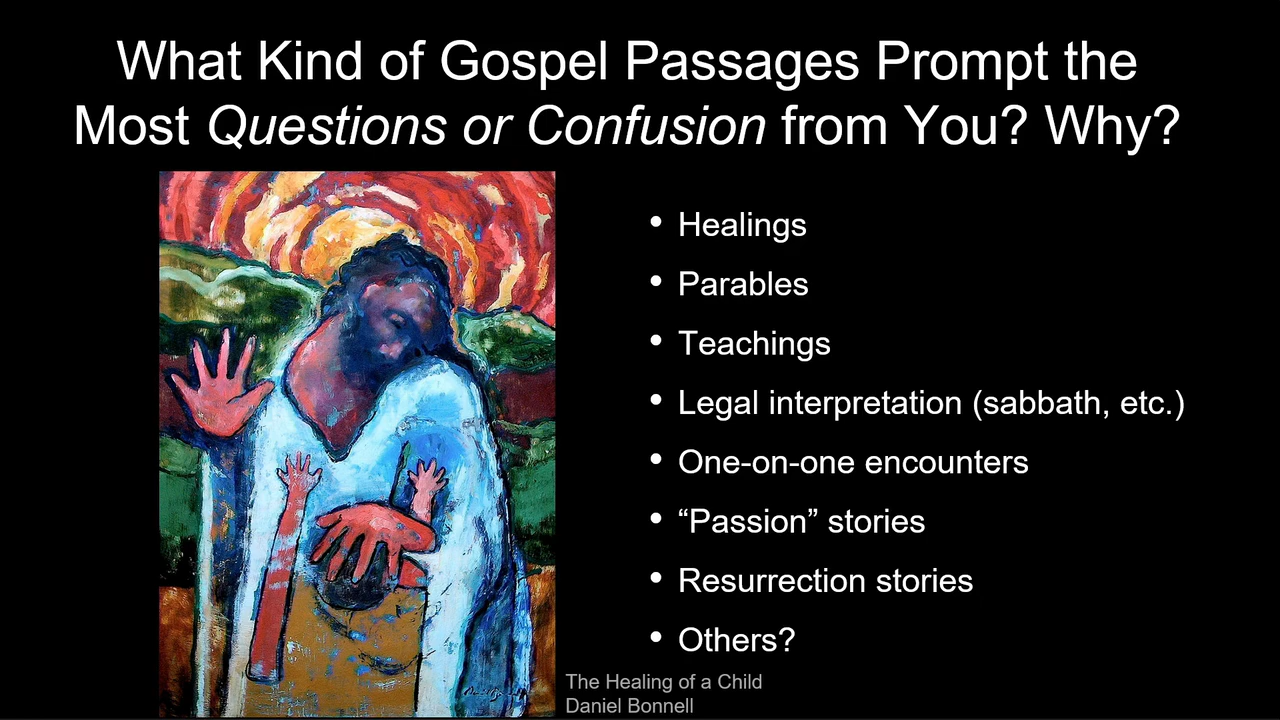 What Kind of Gospel Passages Prompt the
Most Questions or Confusion from You? Why?
• Healings
• Parables
• Teachings
• Legal interpretation (sabbath, etc.)
• One-on-one encounters
• “Passion” stories
• Resurrection stories
• Others?
The Healing of a Child
Daniel Bonnell